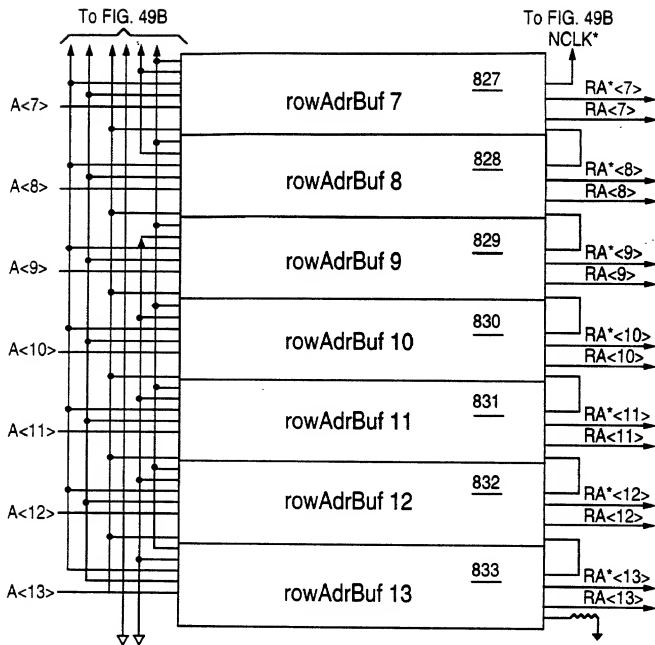 To FIG. 49B
To FIG. 49B
NCLK*
827
rowAdrBuf 7
A<7>
RA*<7>
RA<7>
828
rowAdrBuf 8
A<8>
RA*<8>
RA<8>
829
rowAdrBuf 9
A<9>
RA*<9>
RA<9>
830
rowAdrBuf 10
A<10>
RA*<10>
RA<10>
831
rowAdrBuf 11
A<11>
RA*<11>
RA<11>
832
rowAdrBuf 12
A<12>
RA*<12>
RA<12>
833
rowAdrBuf 13
A<13>
RA*<13>
RA<13>